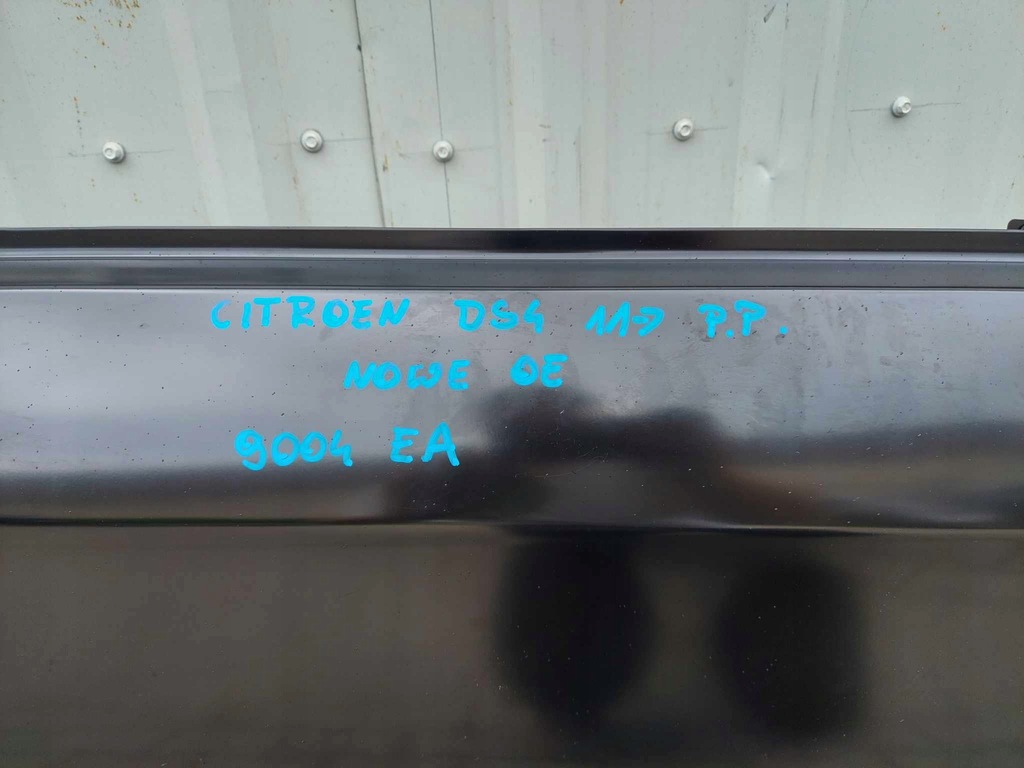 CITROEN DS4 11-> P.P.
NOWE OE
9004 EA